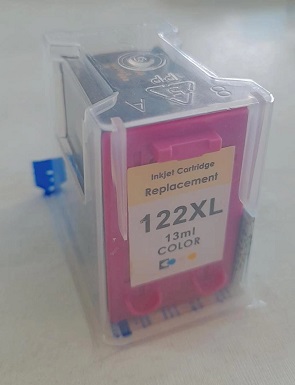 Inkjet Cartridge
Replacement
122XL
13ml
COLOR